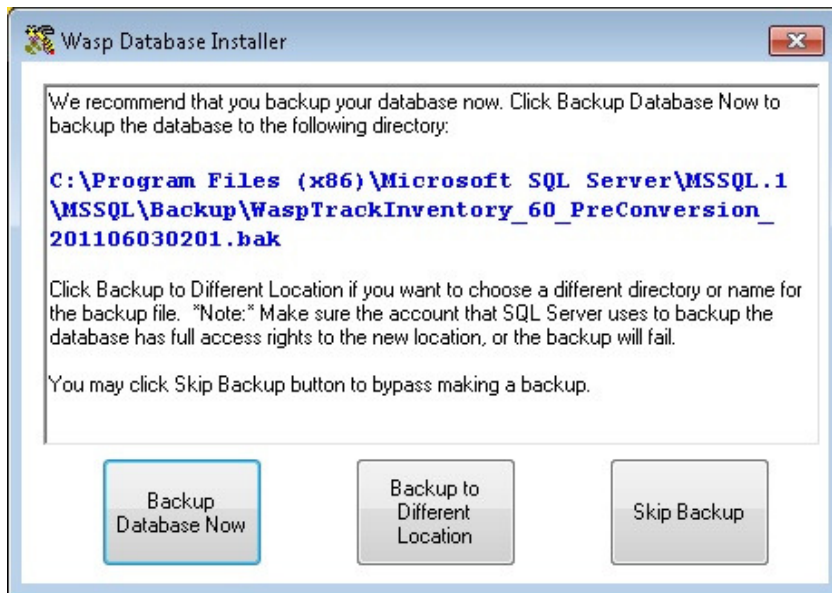 Wasp Database Installer
We recommend that you backup your database now. Click Backup Database Now to
backup the database to the following directory:
C:\Program Files (x86)\Microsoft SQL Server\MSSQL.1
\MSSQL\Backup\WaspTrackInventory_60_PreConversion_
201106030201.bak
Click Backup to Different Location if you want to choose a different directory or name for
the backup file.  *Note:* Make sure the account that SQL Server uses to backup the
database has full access rights to the new location, or the backup will fail.
You may click Skip Backup button to bypass making a backup.
Backup
Database Now
Backup to
Different
Location
Skip Backup